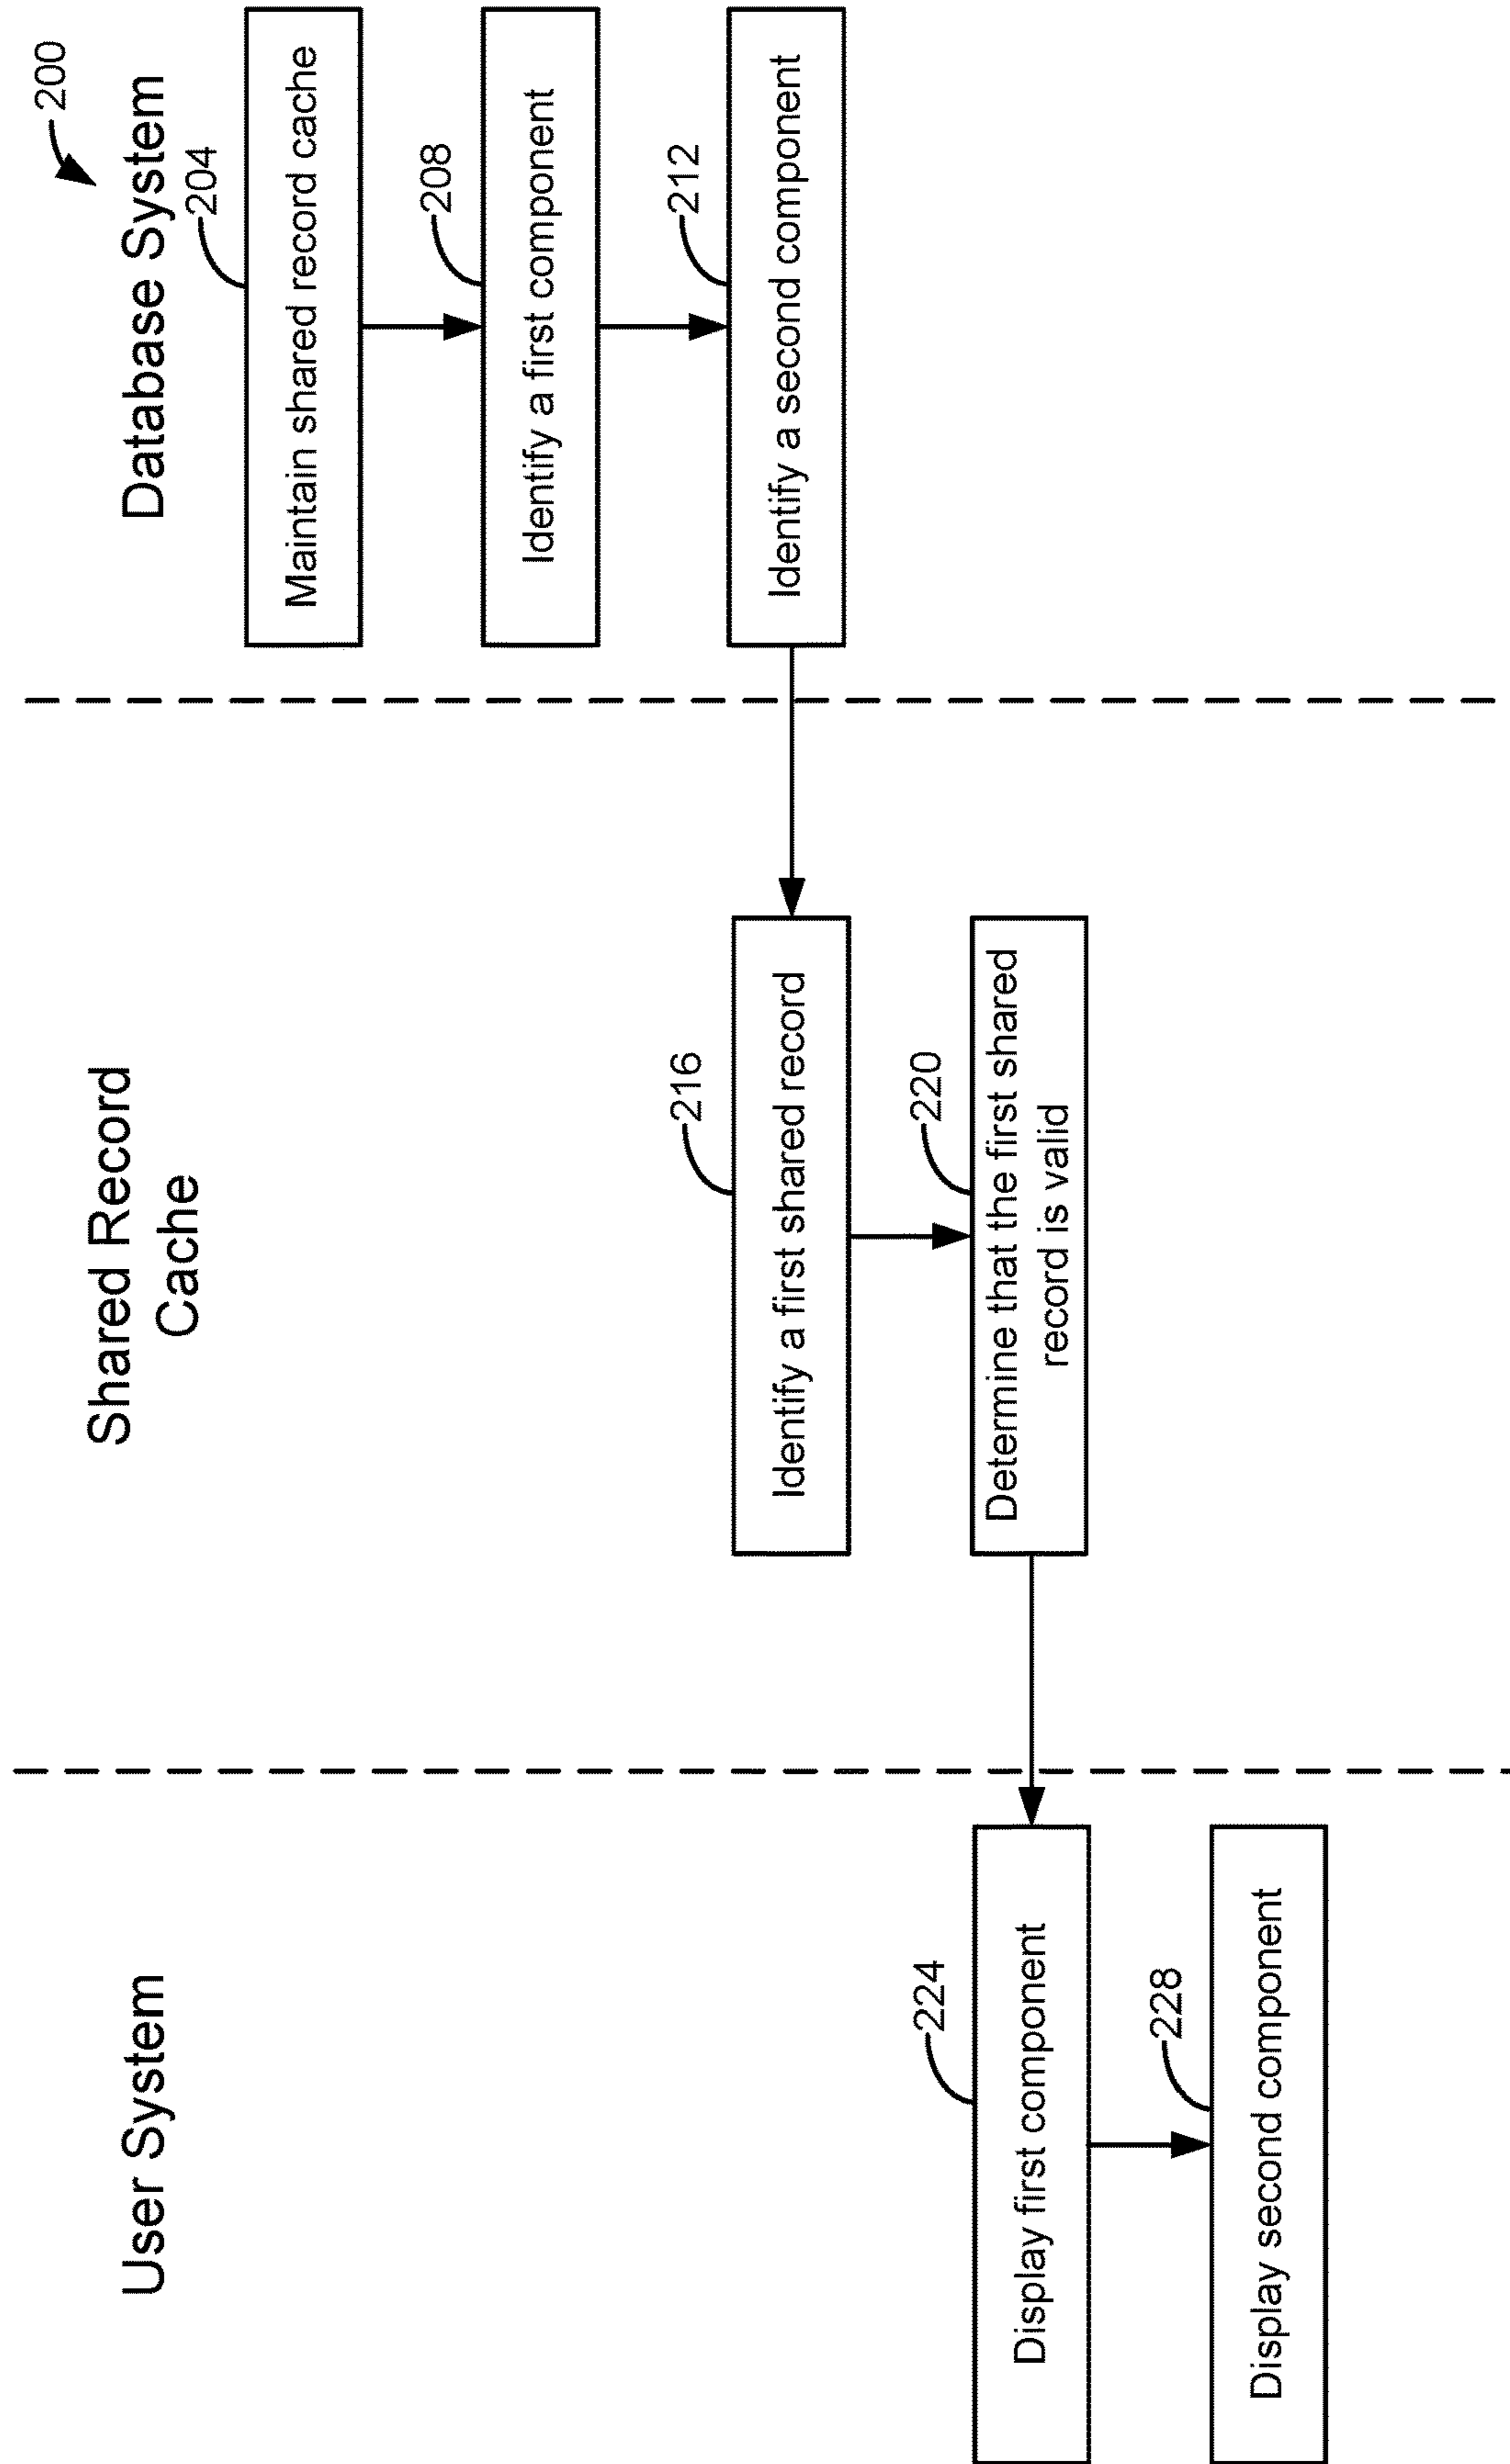 User System
Shared Record
Cache
Database System
200
204
Maintain shared record cache
208
Identify a first component
212
Identify a second component
216
Identify a first shared record
220
Determine that the first shared
record is valid
224
Display first component
228
Display second component